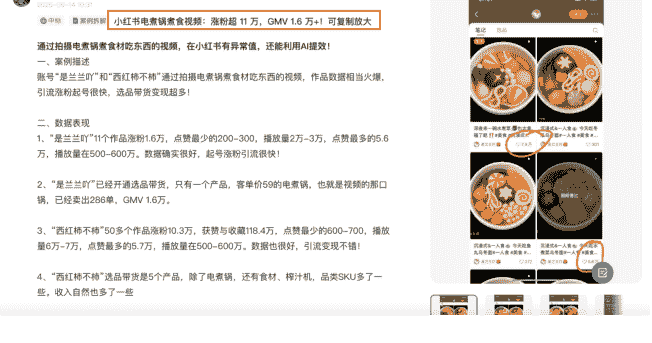 中标
案例拆解
小红书电煮锅煮食视频：涨粉超 11 万，GMV 1.6 万+！可复制放大
通过拍摄电煮锅煮食材吃东西的视频，在小红书有异常值，还能利用AI提效！
一、案例描述
账号“是兰兰吖”和“西红柿不柿”通过拍摄电煮锅煮食材吃东西的视频，作品数据相当火爆，
引流涨粉起号很快，选品带货变现超多！
二、数据表现
1、“是兰兰吖”11个作品涨粉1.6万，点赞最少的200-300，播放量2万-3万，点赞最多的5.6
万，播放量在500-600万。数据确实很好，起号涨粉引流很快！
2、“是兰兰吖”已经开通选品带货，只有一个产品，客单价59的电煮锅，也就是视频的那口
锅，已经卖出286单，GMV 1.6万。
3、“西红柿不柿”50多个作品涨粉10.3万，获赞与收藏118.4万，点赞最少的600-700，播放
量6万-7万，点赞最多的5.7万，播放量在500-600万。数据也很好，引流变现不错！
4、“西红柿不柿”选品带货是5个产品，除了电煮锅，还有食材、榨汁机，品类SKU多了一
些，收入自然也多了一些
笔记
商品